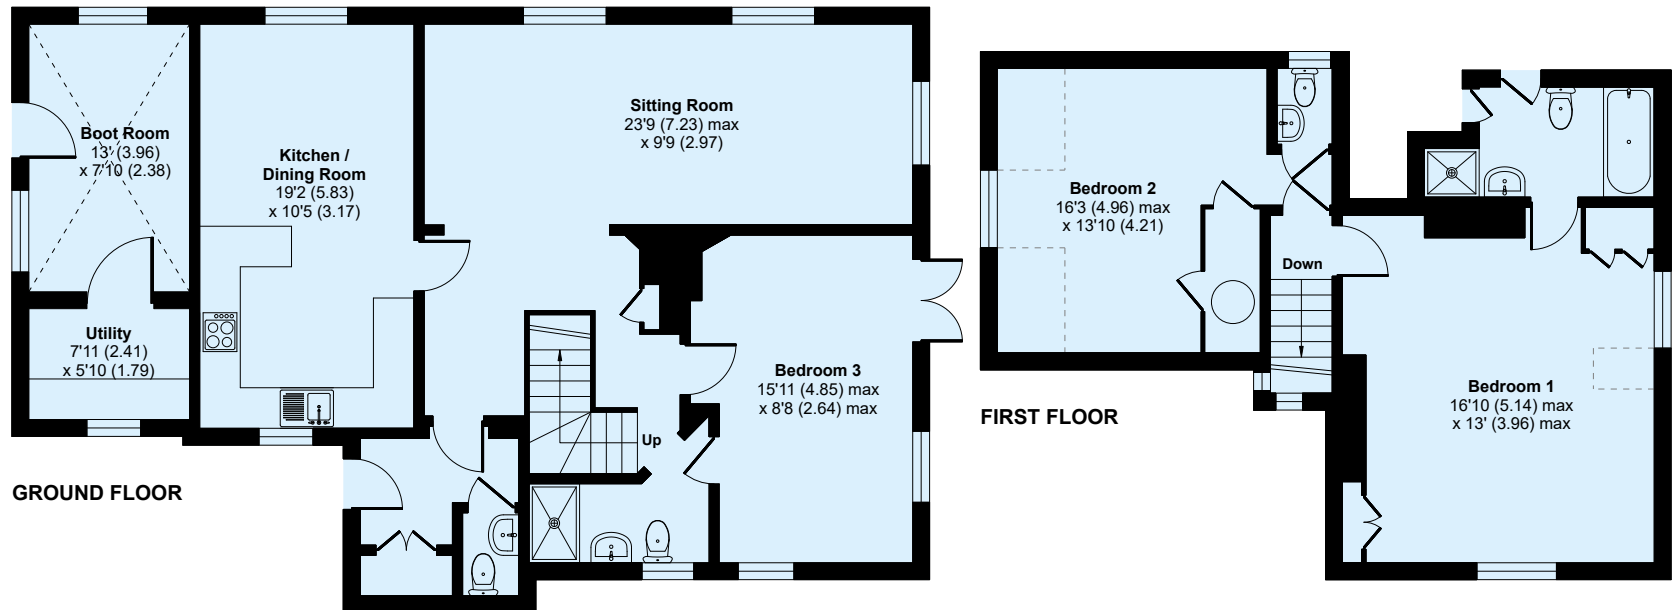 Boot Room
13' (3.96)
x 7'10 (2.38)
Kitchen /
Dining Room
19'2 (5.83)
x 10'5 (3.17)
Sitting Room
23'9 (7.23) max
x 9'9 (2.97)
Utility
7'11 (2.41)
x 5'10 (1.79)
Bedroom 3
15'11 (4.85) max
x 8'8 (2.64) max
Up
GROUND FLOOR
Bedroom 2
16'3 (4.96) max
x 13'10 (4.21)
Down
Bedroom 1
16'10 (5.14) max
x 13' (3.96) max
FIRST FLOOR